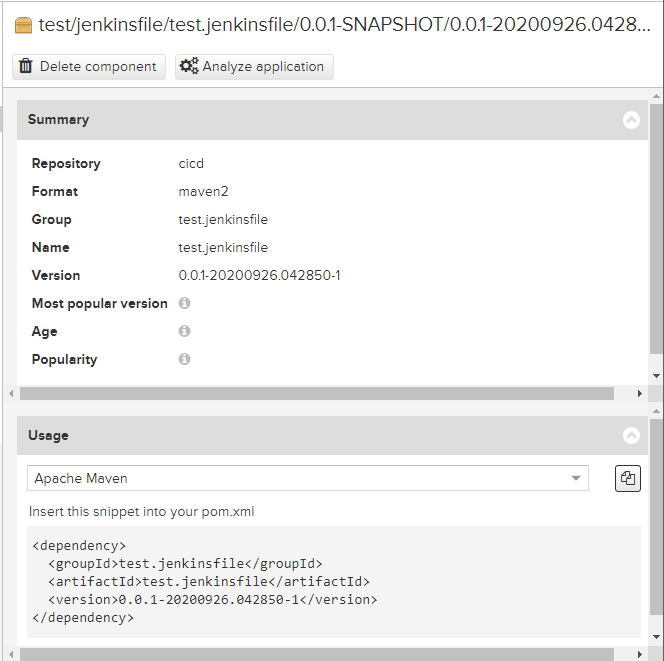 test/jenkinsfile/test.jenkinsfile/0.0.1-SNAPSHOT/0.0.1-20200926.0428...
Delete component Analyze application
Summary
Repository cicd
Format maven2
Group test.jenkinsfile
Name test.jenkinsfile
Version 0.0.1-20200926.042850-1
Most popular version
Age
Popularity
Usage
Apache Maven
Insert this snippet into your pom.xml
<dependency>
  <groupId>test.jenkinsfile</groupId>
  <artifactId>test.jenkinsfile</artifactId>
  <version>0.0.1-20200926.042850-1</version>
</dependency>